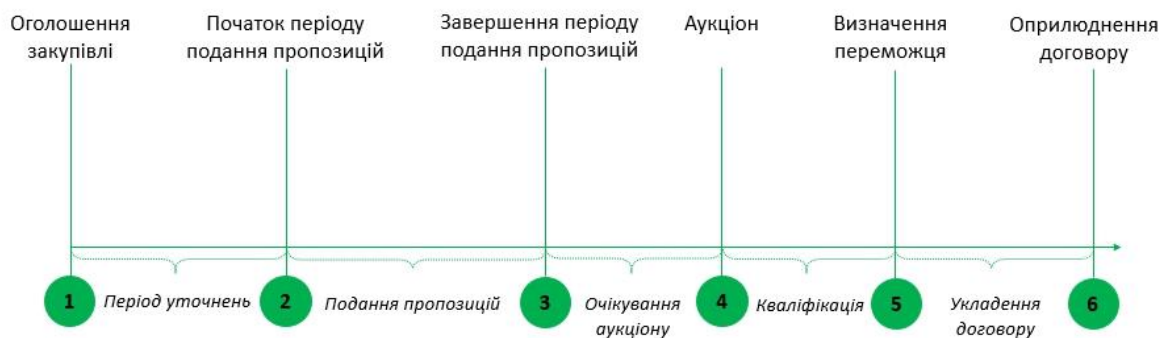 Оголошення
закупівлі
Початок періоду
подання пропозицій
Завершення періоду
подання пропозицій
Аукціон
Визначення
переможця
Оприлюднення
договору
1
Період уточнень
2
Подання пропозицій
3
Очікування
аукціону
4
Кваліфікація
5
Укладення
договору
6